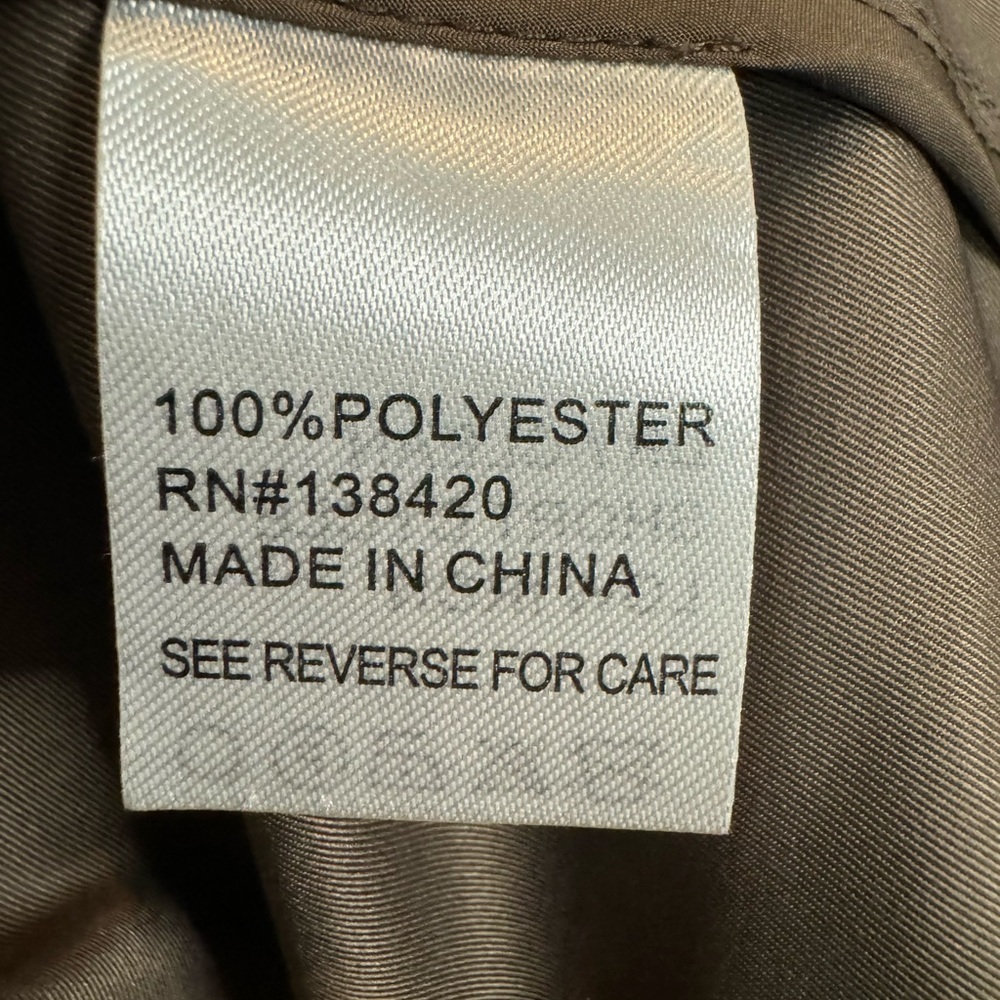 100%POLYESTER
RN#138420
MADE IN CHINA
SEE REVERSE FOR CARE